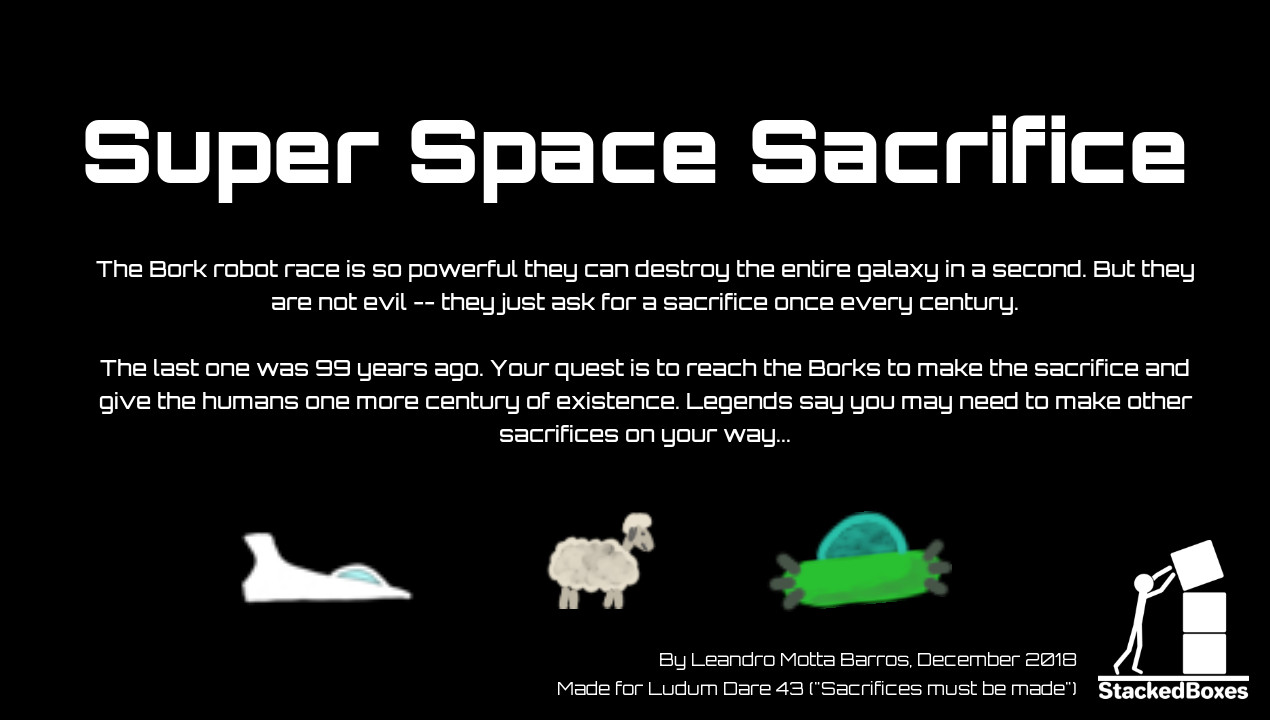 Super Space Sacrifice
The Bork robot race is so powerful they can destroy the entire galaxy in a second. But they
are not evil -- they just ask for a sacrifice once every century.
The last one was 99 years ago. Your quest is to reach the Borks to make the sacrifice and
give the humans one more century of existence. Legends say you may need to make other
sacrifices on your way...
By Leandro Motta Barros, December 2018
Made for Ludum Dare 43 ("Sacrifices must be made")
StackedBoxes